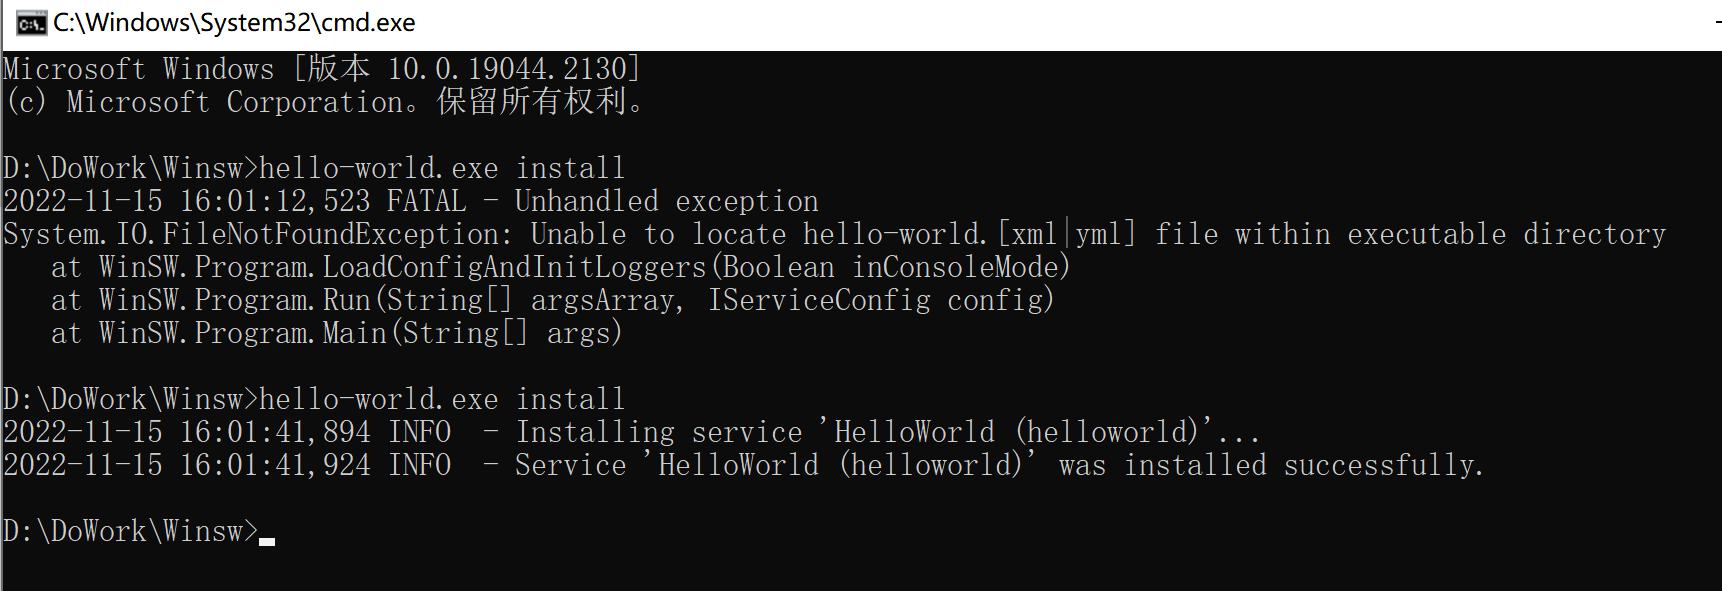 C:\Windows\System32\cmd.exe
Microsoft Windows [版本 10.0.19044.2130]
(c) Microsoft Corporation。保留所有权利。
D:\DoWork\Winsw>hello-world.exe install
2022-11-15 16:01:12,523 FATAL - Unhandled exception
System.IO.FileNotFoundException: Unable to locate hello-world.[xml|yml] file within executable directory
   at WinSW.Program.LoadConfigAndInitLoggers(Boolean inConsoleMode)
   at WinSW.Program.Run(String[] argsArray, IServiceConfig config)
   at WinSW.Program.Main(String[] args)
D:\DoWork\Winsw>hello-world.exe install
2022-11-15 16:01:41,894 INFO  - Installing service 'HelloWorld (helloworld)'...
2022-11-15 16:01:41,924 INFO  - Service 'HelloWorld (helloworld)' was installed successfully.
D:\DoWork\Winsw>